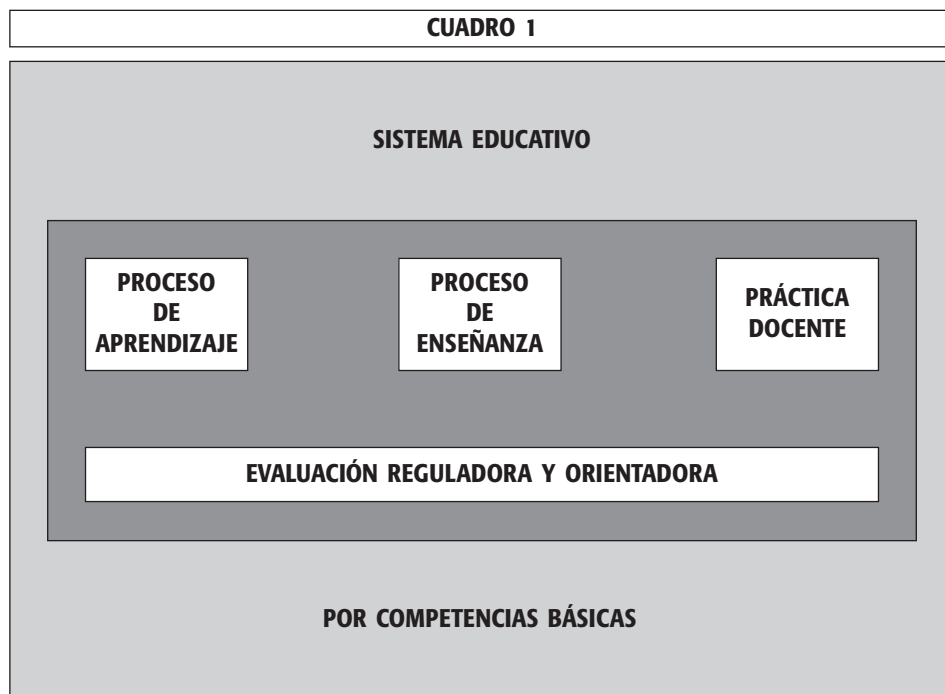 CUADRO 1
SISTEMA EDUCATIVO
PROCESO
DE
APRENDIZAJE
PROCESO
DE
ENSEÑANZA
PRÁCTICA
DOCENTE
EVALUACIÓN REGULADORA Y ORIENTADORA
POR COMPETENCIAS BÁSICAS